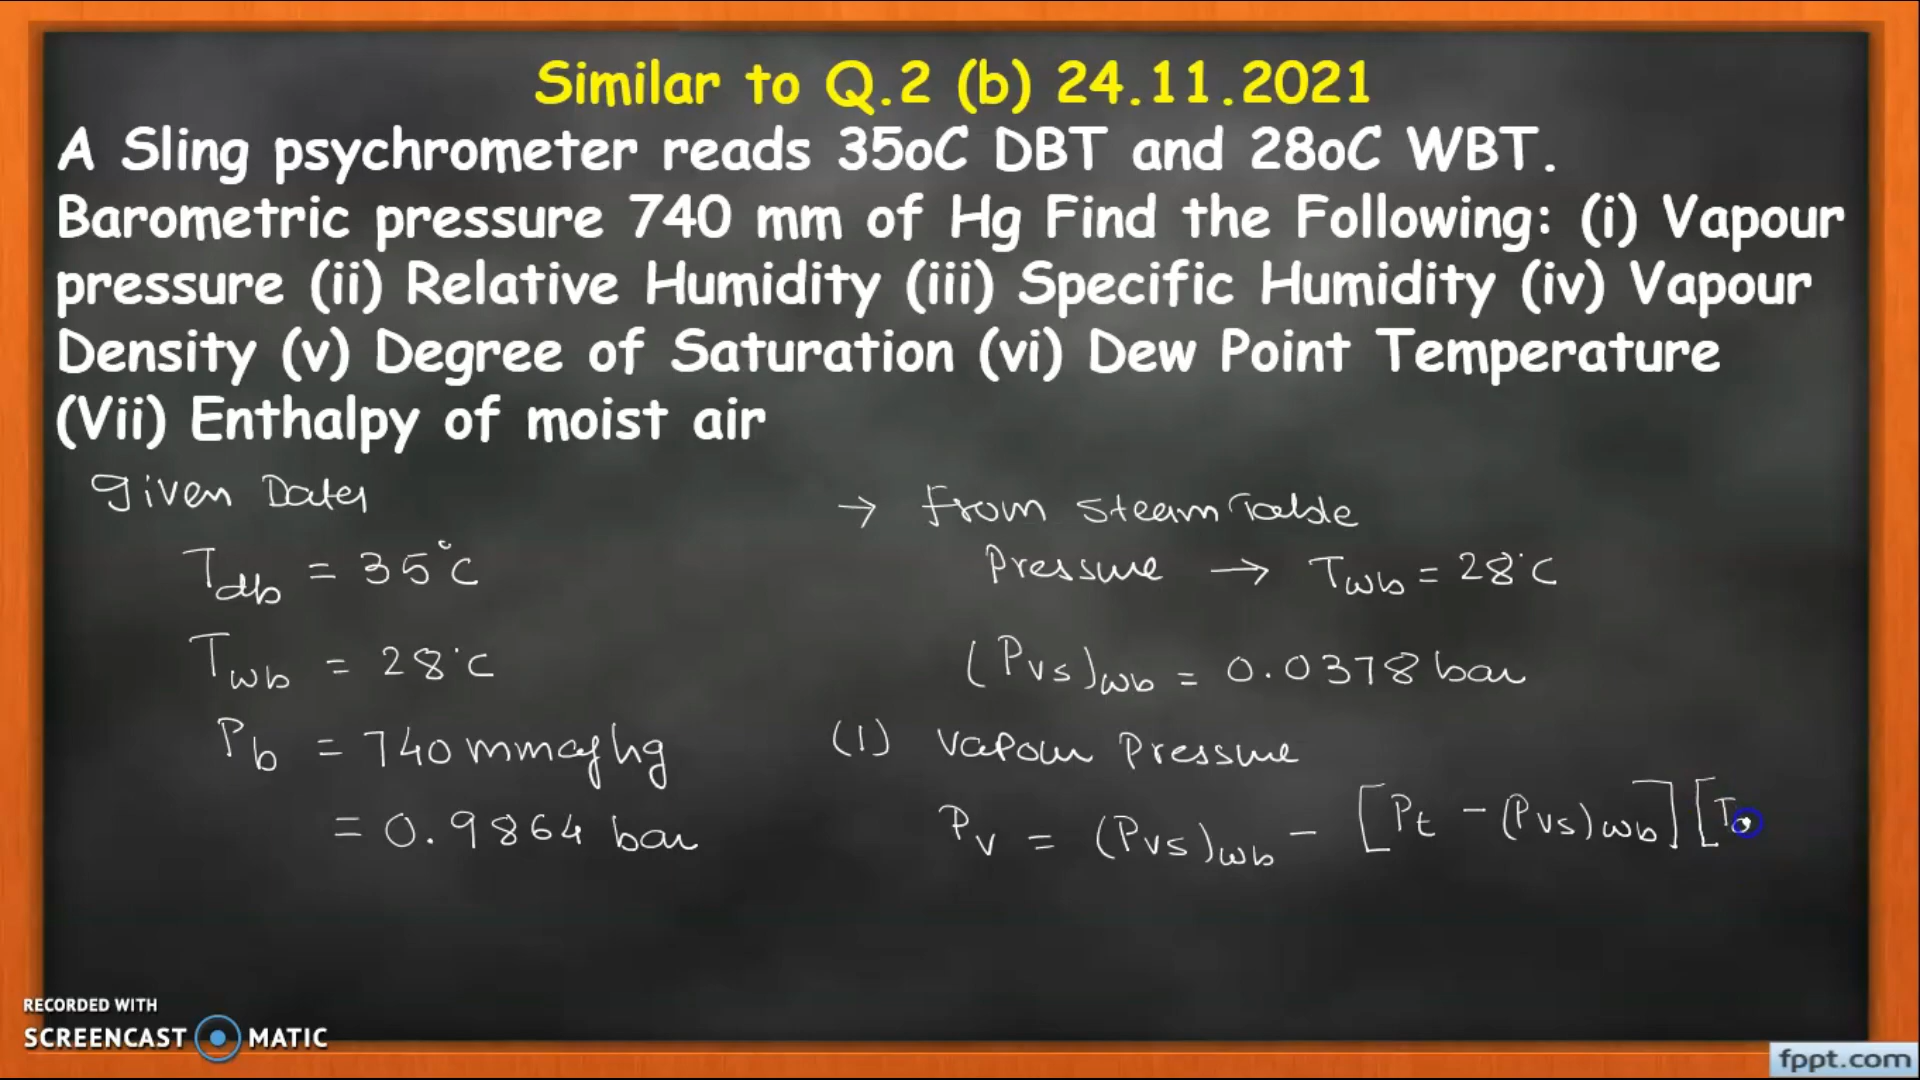 Similar to Q.2 (b) 24.11.2021
A Sling psychrometer reads 35oC DBT and 28oC WBT.
Barometric pressure 740 mm of Hg Find the Following: (i) Vapour
pressure (ii) Relative Humidity (iii) Specific Humidity (iv) Vapour
Density (v) Degree of Saturation (vi) Dew Point Temperature
(Vii) Enthalpy of moist air
Given
Tdb = 35°C
Twb = 28°C
Pb = 740 mm of hg
= 0.9864 bar
→ From Steam Table
Pressure → Twb = 28°C
(Pvs)wb = 0.0378 bar
(1) Vapour Pressure
Pv = (Pvs)wb - [Pt - (Pvs)wb] [T
RECORDED WITH
SCREENCAST MATIC
fppt.com